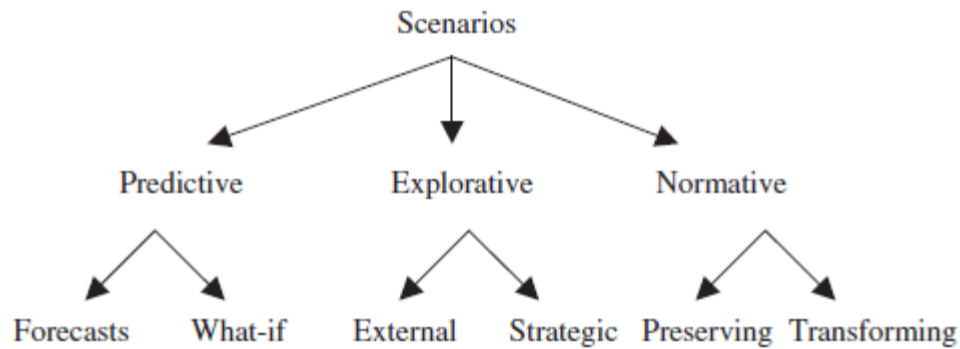 Scenarios
Predictive Explorative Normative
Forecasts What-if External Strategic Preserving Transforming